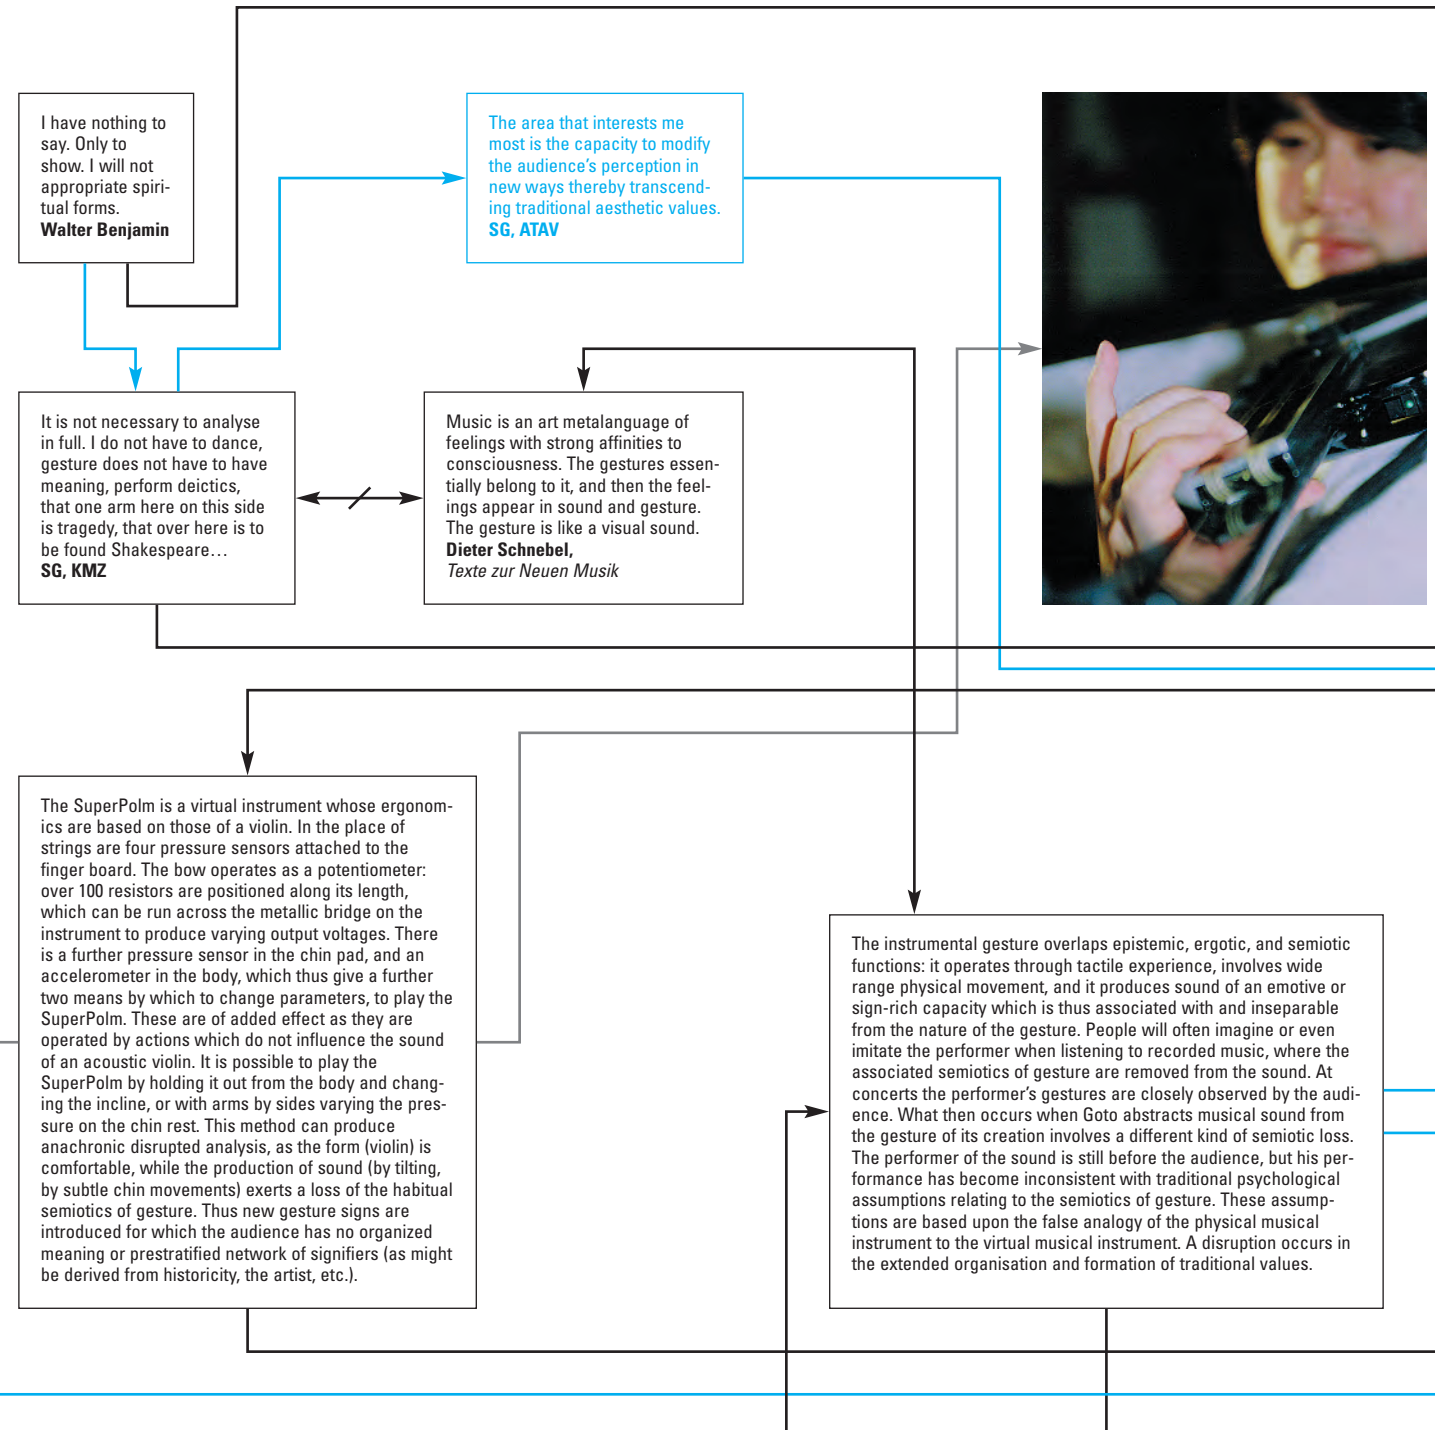 I have nothing to
say. Only to
show. I will not
appropriate spiri-
tual forms.
Walter Benjamin
The area that interests me
most is the capacity to modify
the audience's perception in
new ways thereby transcend-
ing traditional aesthetic values.
SG, ATAV
It is not necessary to analyse
in full. I do not have to dance,
gesture does not have to have
meaning, perform deictics,
that one arm here on this side
is tragedy, that over here is to
be found Shakespeare…
SG, KMZ
Music is an art metalanguage of
feelings with strong affinities to
consciousness. The gestures essen-
tially belong to it, and then the feel-
ings appear in sound and gesture.
The gesture is like a visual sound.
Dieter Schnebel,
Texte zur Neuen Musik
The SuperPolm is a virtual instrument whose ergonom-
ics are based on those of a violin. In the place of
strings are four pressure sensors attached to the
finger board. The bow operates as a potentiometer:
over 100 resistors are positioned along its length,
which can be run across the metallic bridge on the
instrument to produce varying output voltages. There
is a further pressure sensor in the chin pad, and an
accelerometer in the body, which thus give a further
two means by which to change parameters, to play the
SuperPolm. These are of added effect as they are
operated by actions which do not influence the sound
of an acoustic violin. It is possible to play the
SuperPolm by holding it out from the body and chang-
ing the incline, or with arms by sides varying the pres-
sure on the chin rest. This method can produce
anachronic disrupted analysis, as the form (violin) is
comfortable, while the production of sound (by tilting,
by subtle chin movements) exerts a loss of the habitual
semiotics of gesture. Thus new gesture signs are
introduced for which the audience has no organized
meaning or prestratified network of signifiers (as might
be derived from historicity, the artist, etc.).
The instrumental gesture overlaps epistemic, ergotic, and semiotic
functions: it operates through tactile experience, involves wide
range physical movement, and it produces sound of an emotive or
sign-rich capacity which is thus associated with and inseparable
from the nature of the gesture. People will often imagine or even
imitate the performer when listening to recorded music, where the
associated semiotics of gesture are removed from the sound. At
concerts the performer's gestures are closely observed by the audi-
ence. What then occurs when Goto abstracts musical sound from
the gesture of its creation involves a different kind of semiotic loss.
The performer of the sound is still before the audience, but his per-
formance has become inconsistent with traditional psychological
assumptions relating to the semiotics of gesture. These assump-
tions are based upon the false analogy of the physical musical
instrument to the virtual musical instrument. A disruption occurs in
the extended organisation and formation of traditional values.